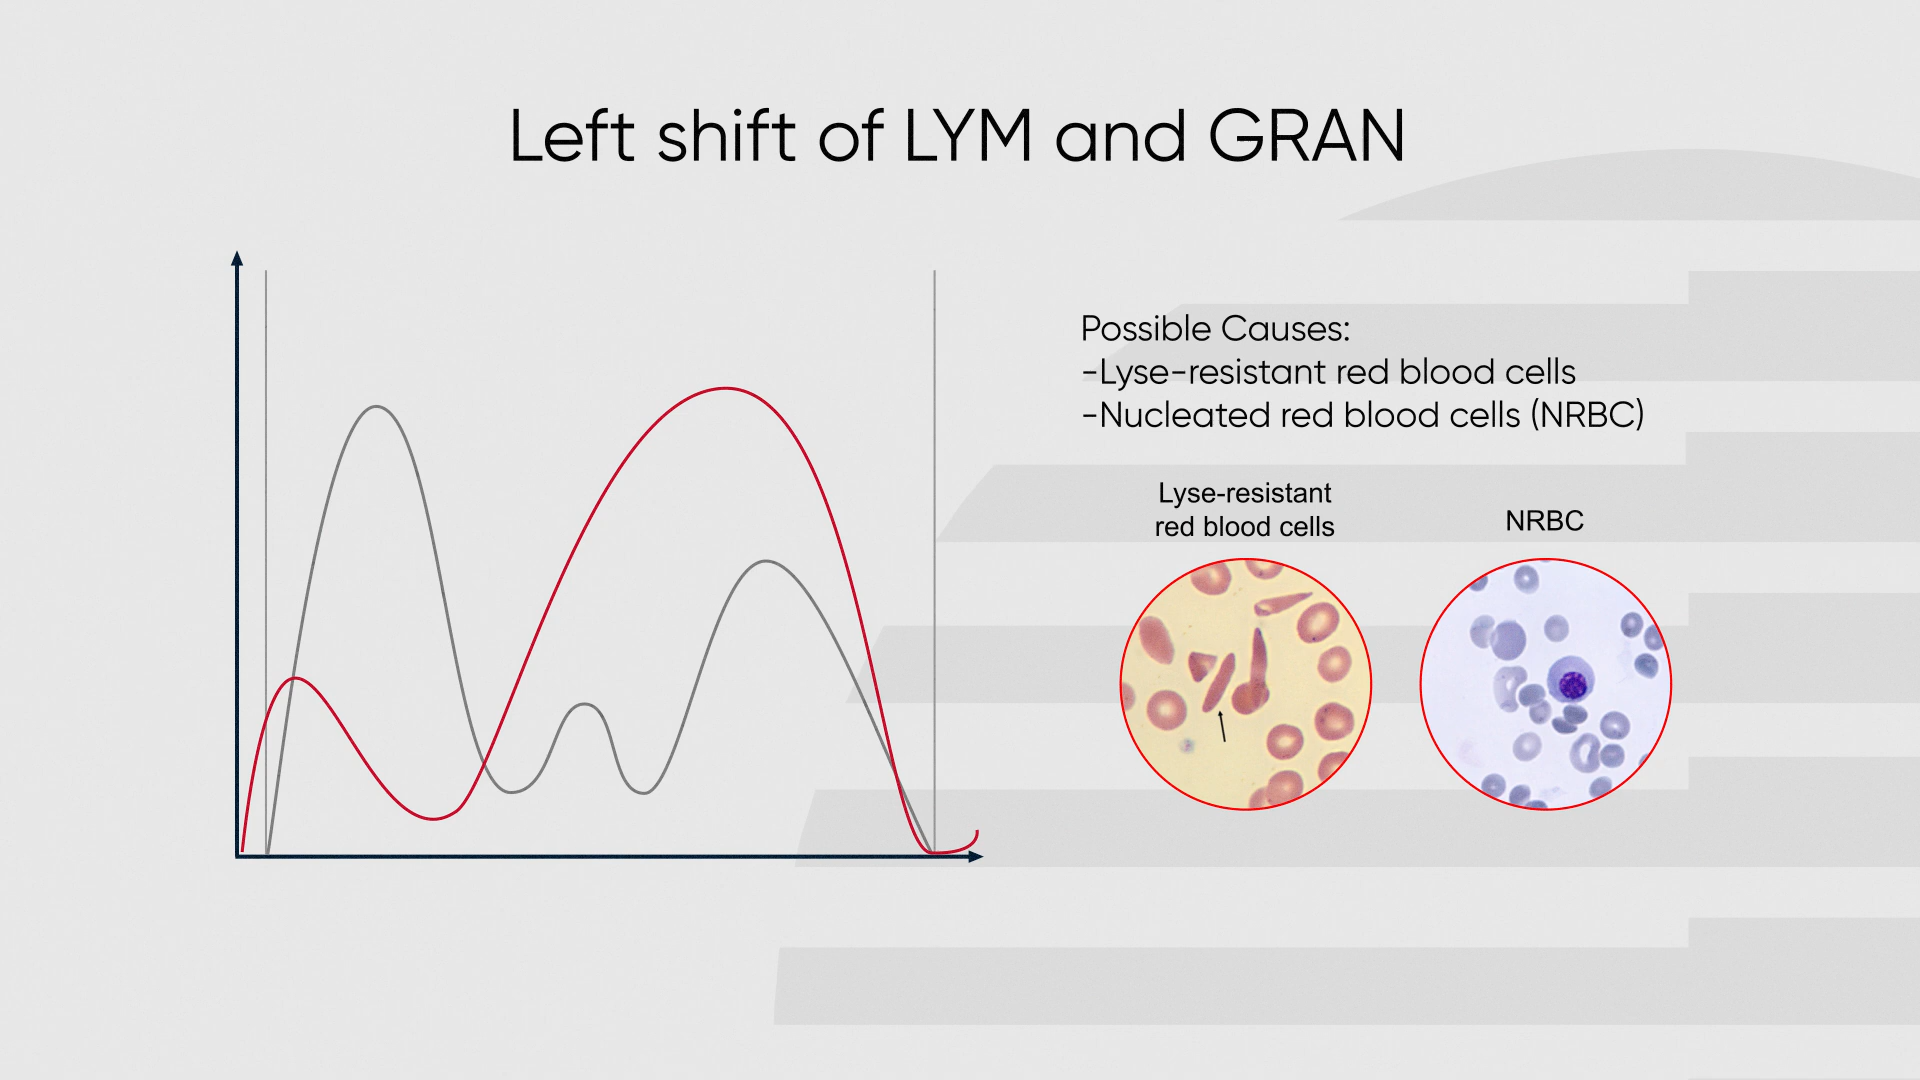 Left shift of LYM and GRAN
Possible Causes:
-Lyse-resistant red blood cells
-Nucleated red blood cells (NRBC)
Lyse-resistant
red blood cells
NRBC